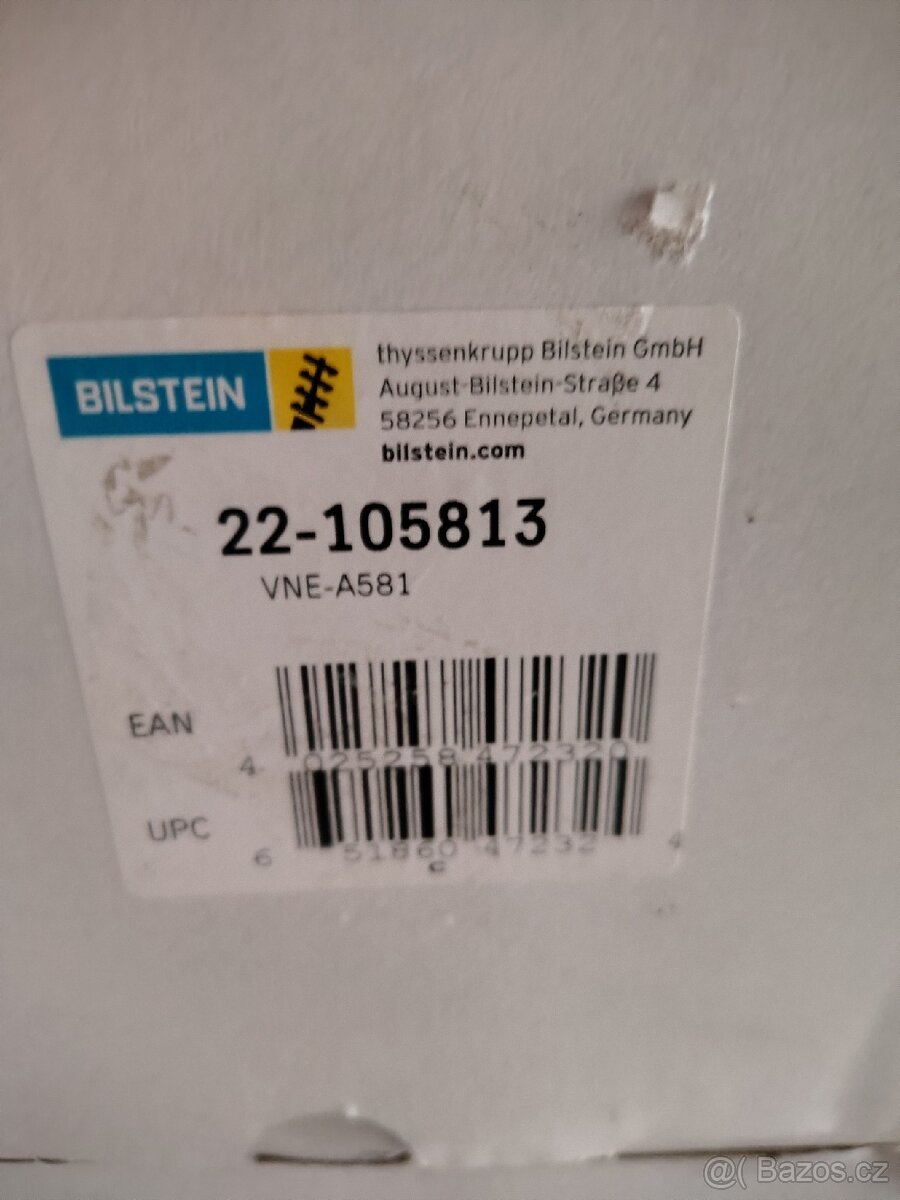 BILSTEIN
thyssenkrupp Bilstein GmbH
August-Bilstein-Straße 4
58256 Ennepetal, Germany
bilstein.com
22-105813
VNE-A581
EAN
4 025258 472320
UPC
6 51860 47232 4
c
@( Bazos.cz